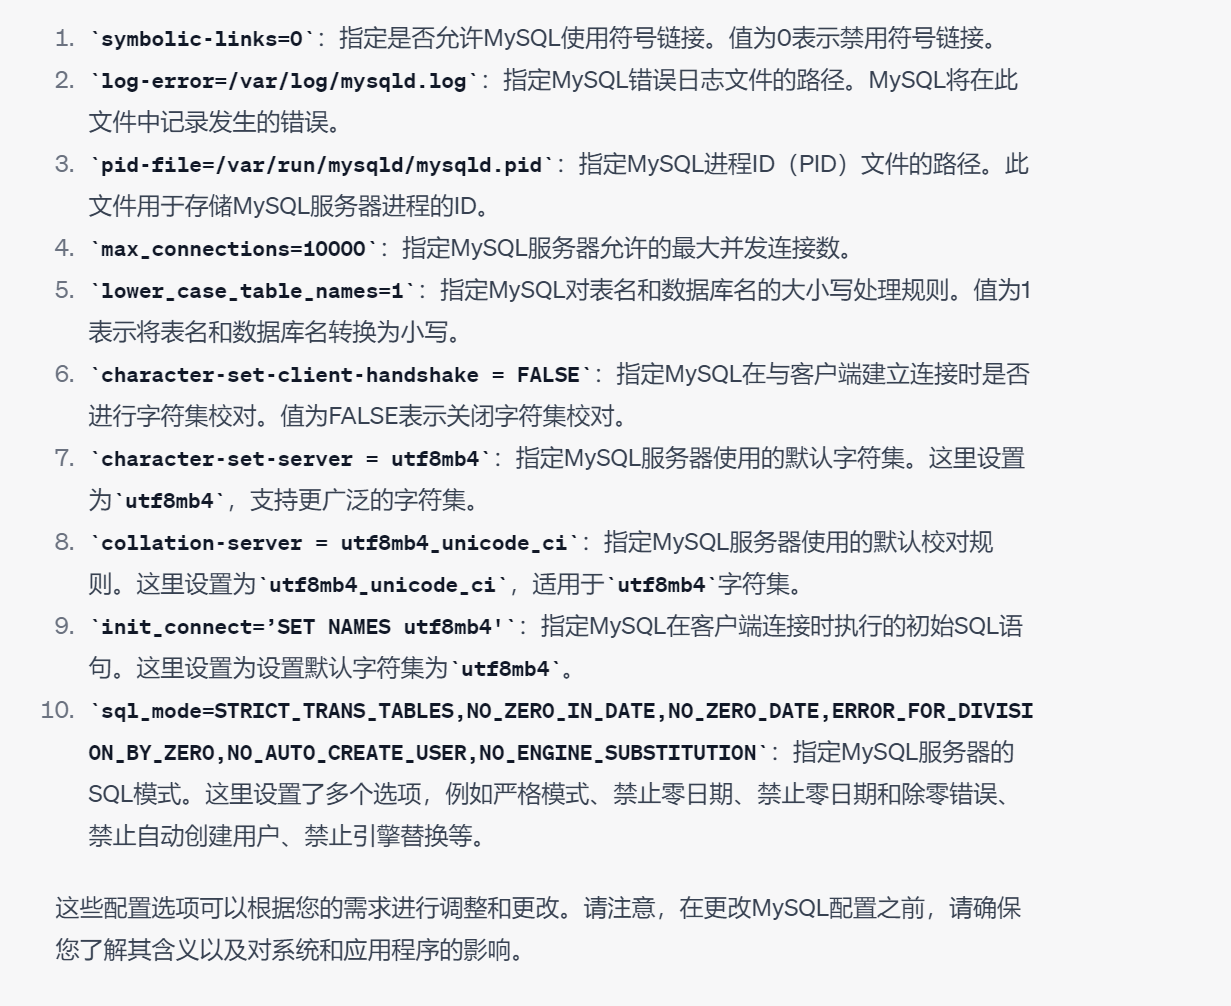 1. `symbolic-links=0`：指定是否允许MySQL使用符号链接。值为0表示禁用符号链接。
2. `log-error=/var/log/mysqld.log`：指定MySQL错误日志文件的路径。MySQL将在此
文件中记录发生的错误。
3. `pid-file=/var/run/mysqld/mysqld.pid`：指定MySQL进程ID（PID）文件的路径。此
文件用于存储MySQL服务器进程的ID。
4. `max_connections=10000`：指定MySQL服务器允许的最大并发连接数。
5. `lower_case_table_names=1`：指定MySQL对表名和数据库名的大小写处理规则。值为1
表示将表名和数据库名转换为小写。
6. `character-set-client-handshake = FALSE`：指定MySQL在与客户端建立连接时是否
进行字符集校对。值为FALSE表示关闭字符集校对。
7. `character-set-server = utf8mb4`：指定MySQL服务器使用的默认字符集。这里设置
为`utf8mb4`，支持更广泛的字符集。
8. `collation-server = utf8mb4_unicode_ci`：指定MySQL服务器使用的默认校对规
则。这里设置为`utf8mb4_unicode_ci`，适用于`utf8mb4`字符集。
9. `init_connect=’SET NAMES utf8mb4'`：指定MySQL在客户端连接时执行的初始SQL语
句。这里设置为设置默认字符集为`utf8mb4`。
10. `sql_mode=STRICT_TRANS_TABLES,NO_ZERO_IN_DATE,NO_ZERO_DATE,ERROR_FOR_DIVISI
ON_BY_ZERO,NO_AUTO_CREATE_USER,NO_ENGINE_SUBSTITUTION`：指定MySQL服务器的
SQL模式。这里设置了多个选项，例如严格模式、禁止零日期、禁止零日期和除零错误、
禁止自动创建用户、禁止引擎替换等。
这些配置选项可以根据您的需求进行调整和更改。请注意，在更改MySQL配置之前，请确保
您了解其含义以及对系统和应用程序的影响。